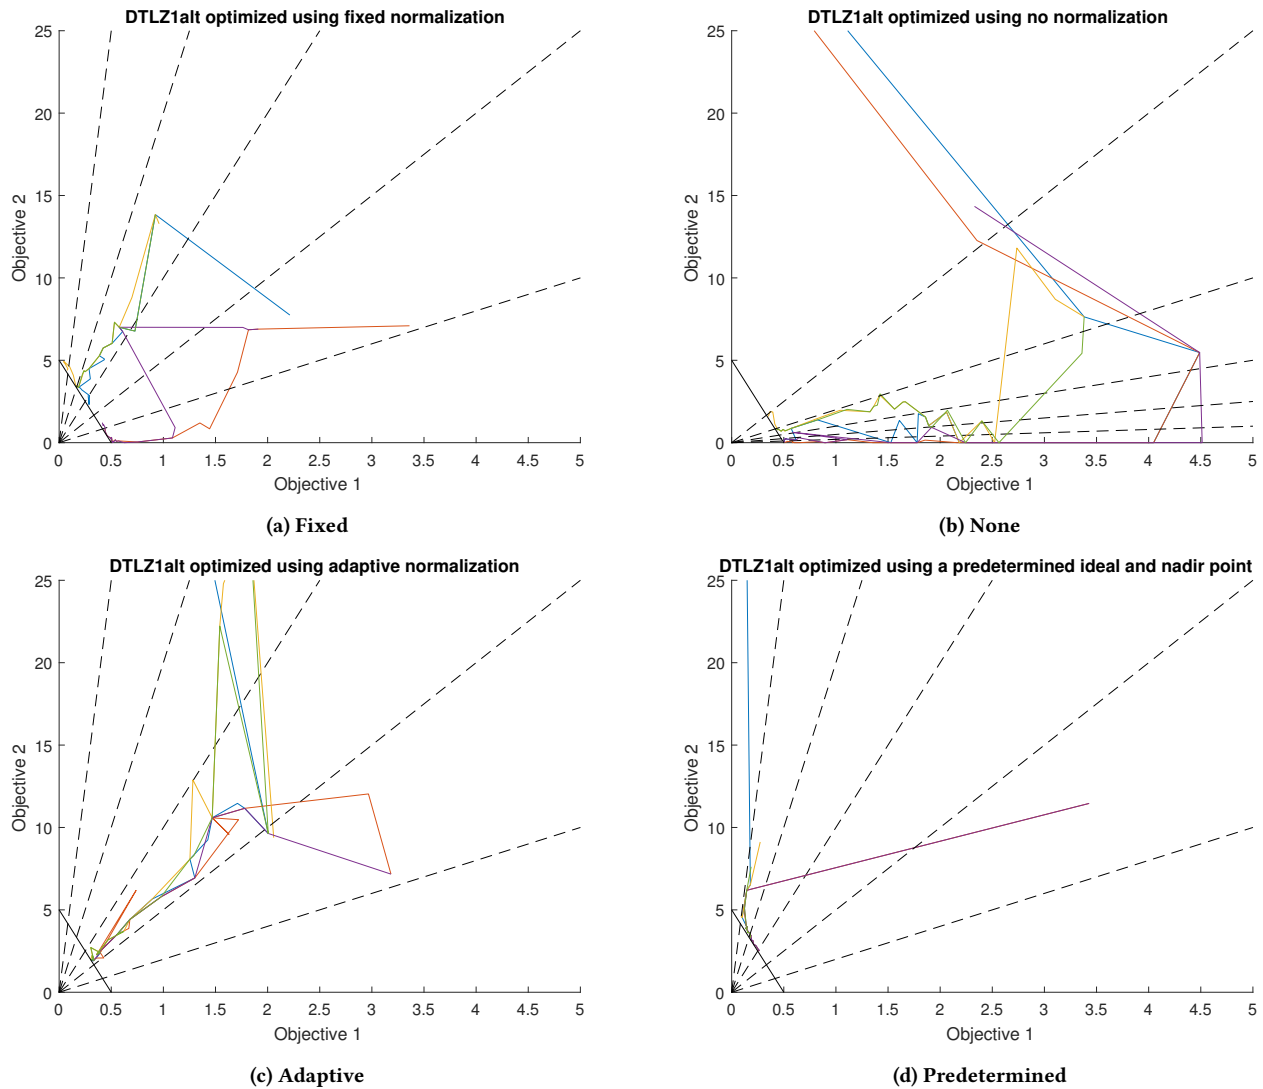 DTLZ1alt optimized using fixed normalization
25
20
15
10
5
0
Objective 2
0 0.5 1 1.5 2 2.5 3 3.5 4 4.5 5
Objective 1
(a) Fixed
DTLZ1alt optimized using no normalization
25
20
15
10
5
0
Objective 2
0 0.5 1 1.5 2 2.5 3 3.5 4 4.5 5
Objective 1
(b) None
DTLZ1alt optimized using adaptive normalization
25
20
15
10
5
0
Objective 2
0 0.5 1 1.5 2 2.5 3 3.5 4 4.5 5
Objective 1
(c) Adaptive
DTLZ1alt optimized using a predetermined ideal and nadir point
25
20
15
10
5
0
Objective 2
0 0.5 1 1.5 2 2.5 3 3.5 4 4.5 5
Objective 1
(d) Predetermined